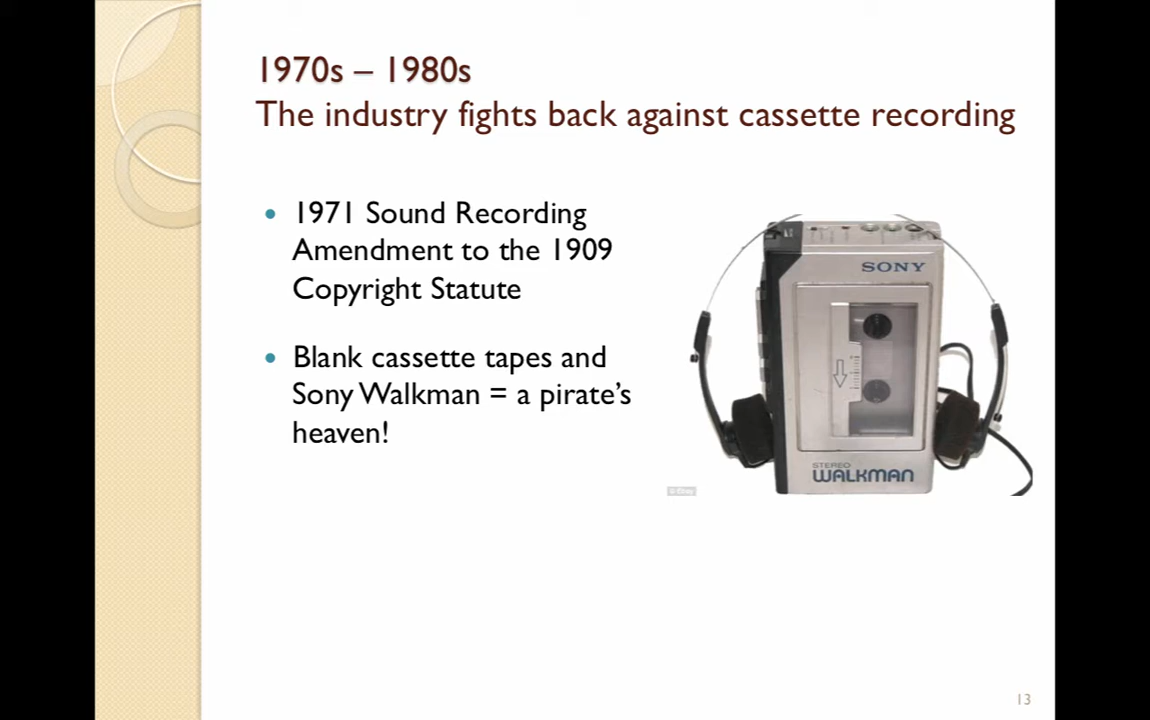 1970s – 1980s
The industry fights back against cassette recording
1971 Sound Recording
Amendment to the 1909
Copyright Statute
Blank cassette tapes and
Sony Walkman = a pirate's
heaven!
SONY
STEREO
WALKMAN
13